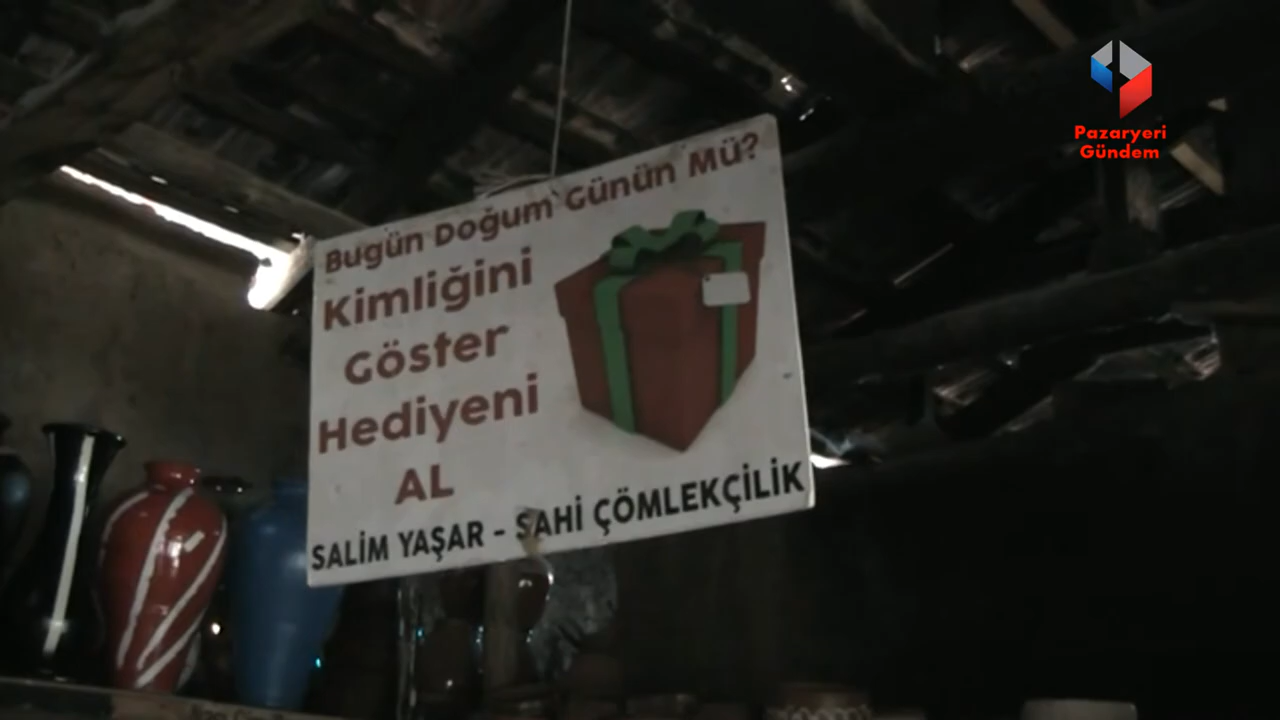 Bugün Doğum Günün Mü?
Kimliğini
Göster
Hediyeni
AL
SALİM YAŞAR - SAHİ ÇÖMLEKÇİLİK
Pazaryeri
Gündem